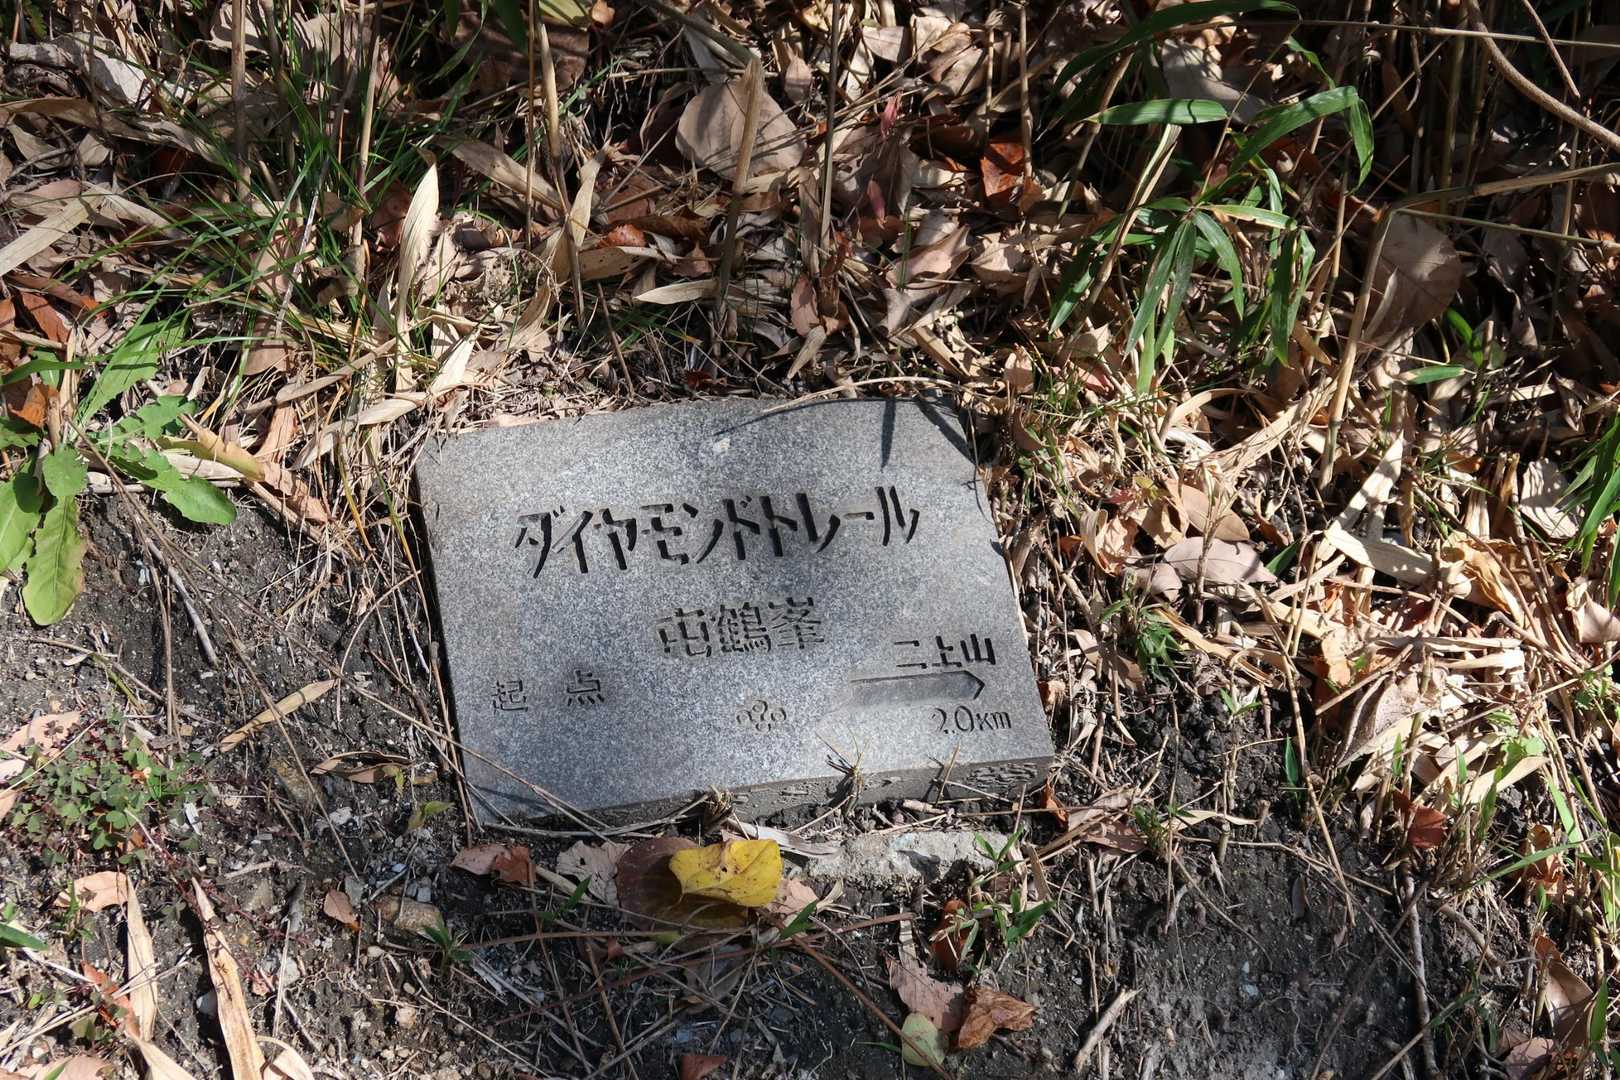 ダイヤモンドトレール
屯鶴峯
起点
二上山
→
2.0Km